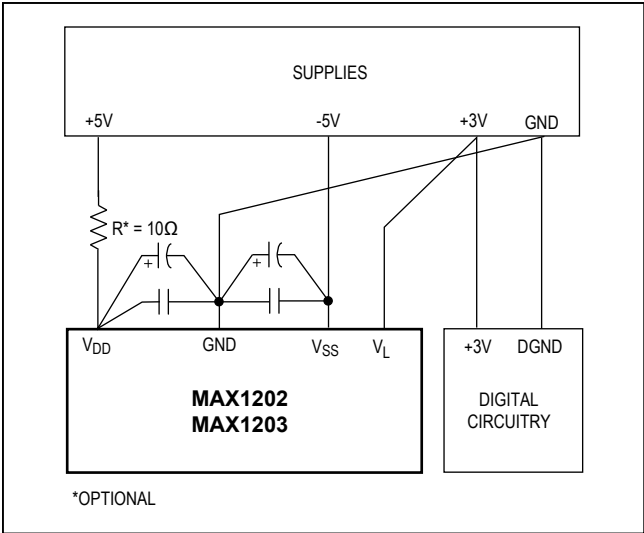 SUPPLIES
+5V -5V +3V GND
R* = 10Ω
+ +
VDD GND VSS VL +3V DGND
MAX1202
MAX1203
DIGITAL
CIRCUITRY
*OPTIONAL